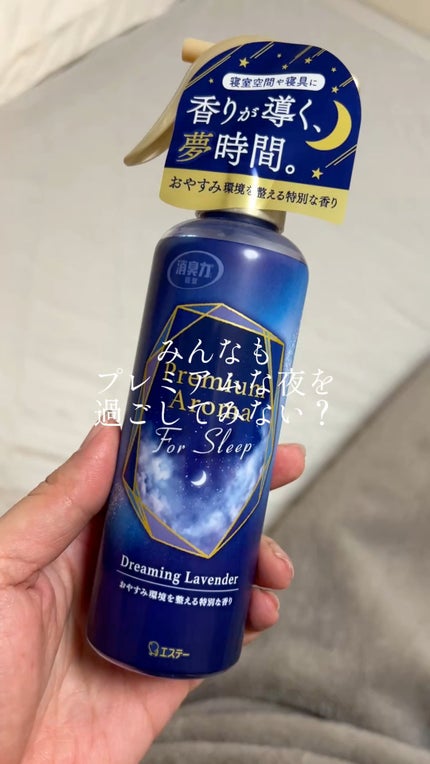 寝室空間や寝具に
香りが導く、
夢時間。
おやすみ環境を整える特別な香り
消臭力
みんなも
プレミアムな夜を
過ごしてみない？
Premium
Aroma
For Sleep
Dreaming Lavender
おやすみ環境を整える特別な香り
エステー